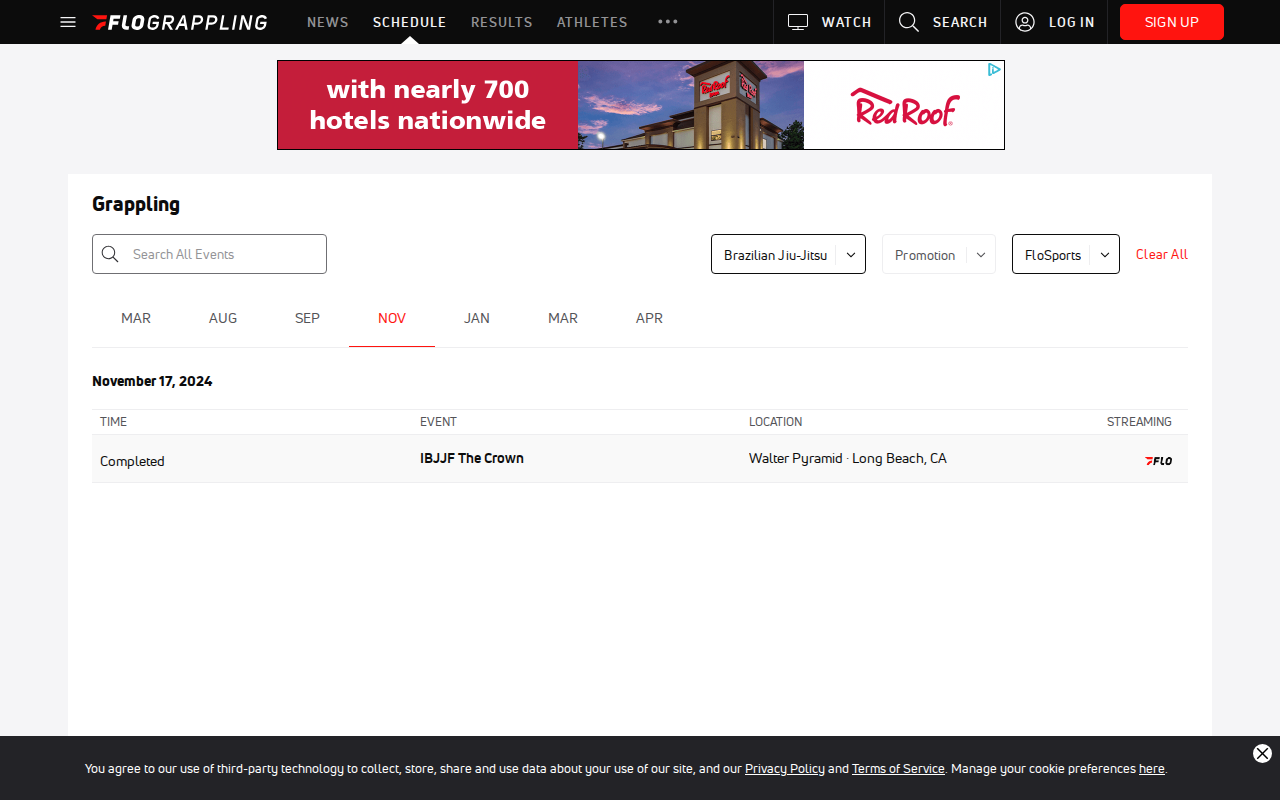 FLOGRAPPLING NEWS SCHEDULE RESULTS ATHLETES ••• WATCH SEARCH LOG IN SIGN UP
with nearly 700
hotels nationwide
Red Roof
Grappling
Search All Events Brazilian Jiu-Jitsu Promotion FloSports Clear All
MAR AUG SEP NOV JAN MAR APR
November 17, 2024
TIME EVENT LOCATION STREAMING
Completed IBJJF The Crown Walter Pyramid · Long Beach, CA FLO
You agree to our use of third-party technology to collect, store, share and use data about your use of our site, and our Privacy Policy and Terms of Service. Manage your cookie preferences here.